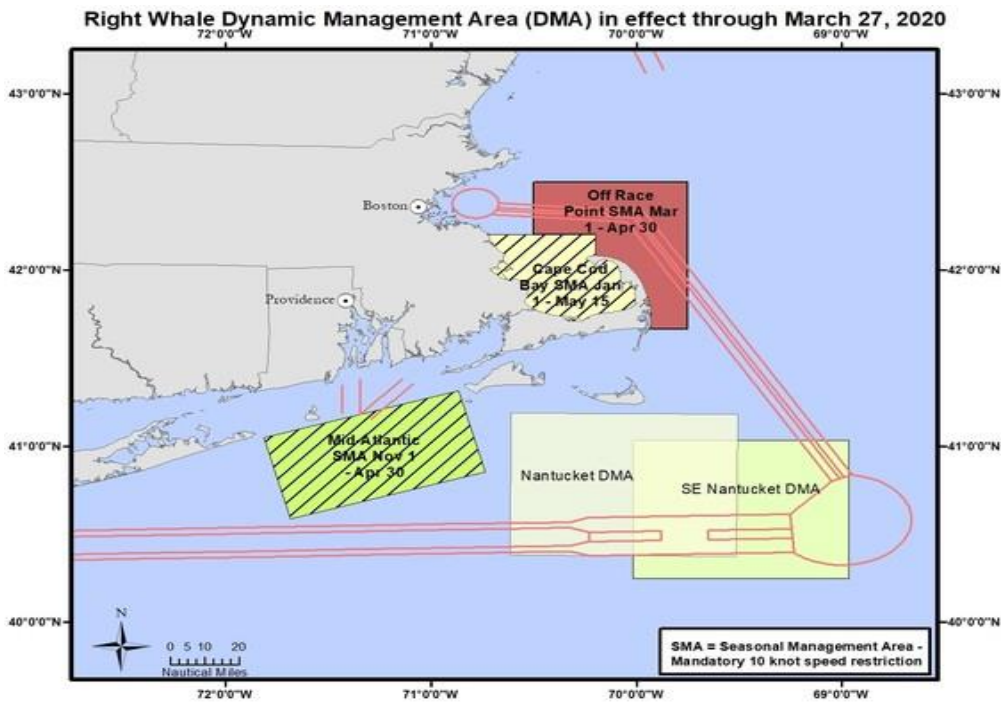 Right Whale Dynamic Management Area (DMA) in effect through March 27, 2020
72°0'0"W
71°0'0"W
70°0'0"W
69°0'0"W
43°0'0"N
43°0'0"N
Off Race
Point SMA Mar
1 - Apr 30
Boston
42°0'0"N
42°0'0"N
Cape Cod
Bay SMA Jan
1 - May 15
Providence
41°0'0"N
41°0'0"N
Mid-Atlantic
SMA Nov 1
- Apr 30
Nantucket DMA
SE Nantucket DMA
40°0'0"N
40°0'0"N
N
0 5 10 20
Nautical Miles
SMA = Seasonal Management Area -
Mandatory 10 knot speed restriction
72°0'0"W
71°0'0"W
70°0'0"W
69°0'0"W